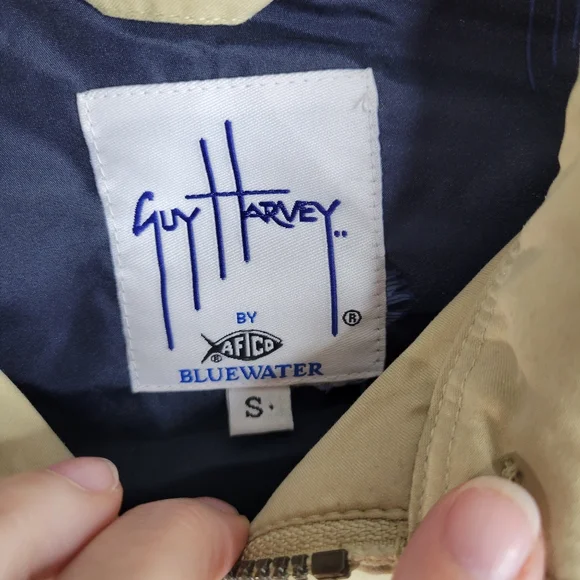 GUY HARVEY..
BY
®
AFTCO
®
BLUEWATER
S.